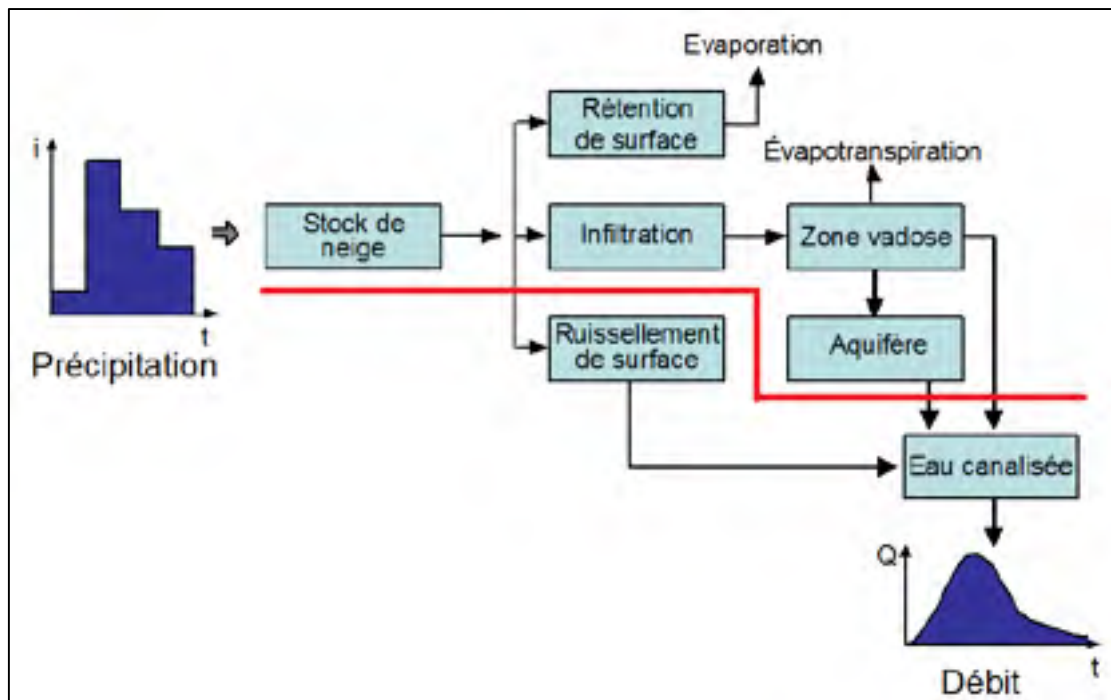 Evaporation
Rétention
de surface
Évapotranspiration
i
Stock de
neige
Infiltration
Zone vadose
t
Précipitation
Ruissellement
de surface
Aquifère
Eau canalisée
Q
t
Débit